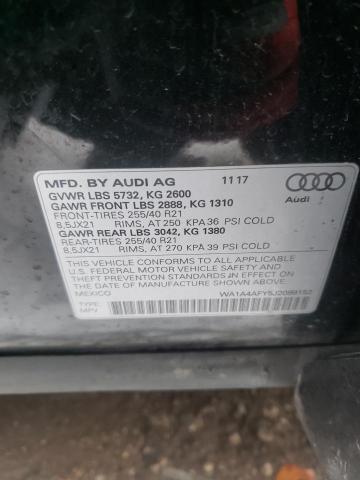 MFD. BY AUDI AG 11 17
GVWR LBS 5732, KG 2600
GAWR FRONT LBS 2888, KG 1310
FRONT-TIRES 255/40 R21
8,5JX21 RIMS, AT 250 KPA 36 PSI COLD
GAWR REAR LBS 3042, KG 1380
REAR-TIRES 255/40 R21
8,5JX21 RIMS, AT 270 KPA 39 PSI COLD
Audi
THIS VEHICLE CONFORMS TO ALL APPLICABLE
U.S. FEDERAL MOTOR VEHICLE SAFETY AND
THEFT PREVENTION STANDARDS IN EFFECT ON
THE DATE OF MANUFACTURE SHOWN ABOVE.
MEXICO
WA1A4AFY5J2099152
TYPE:
MPV